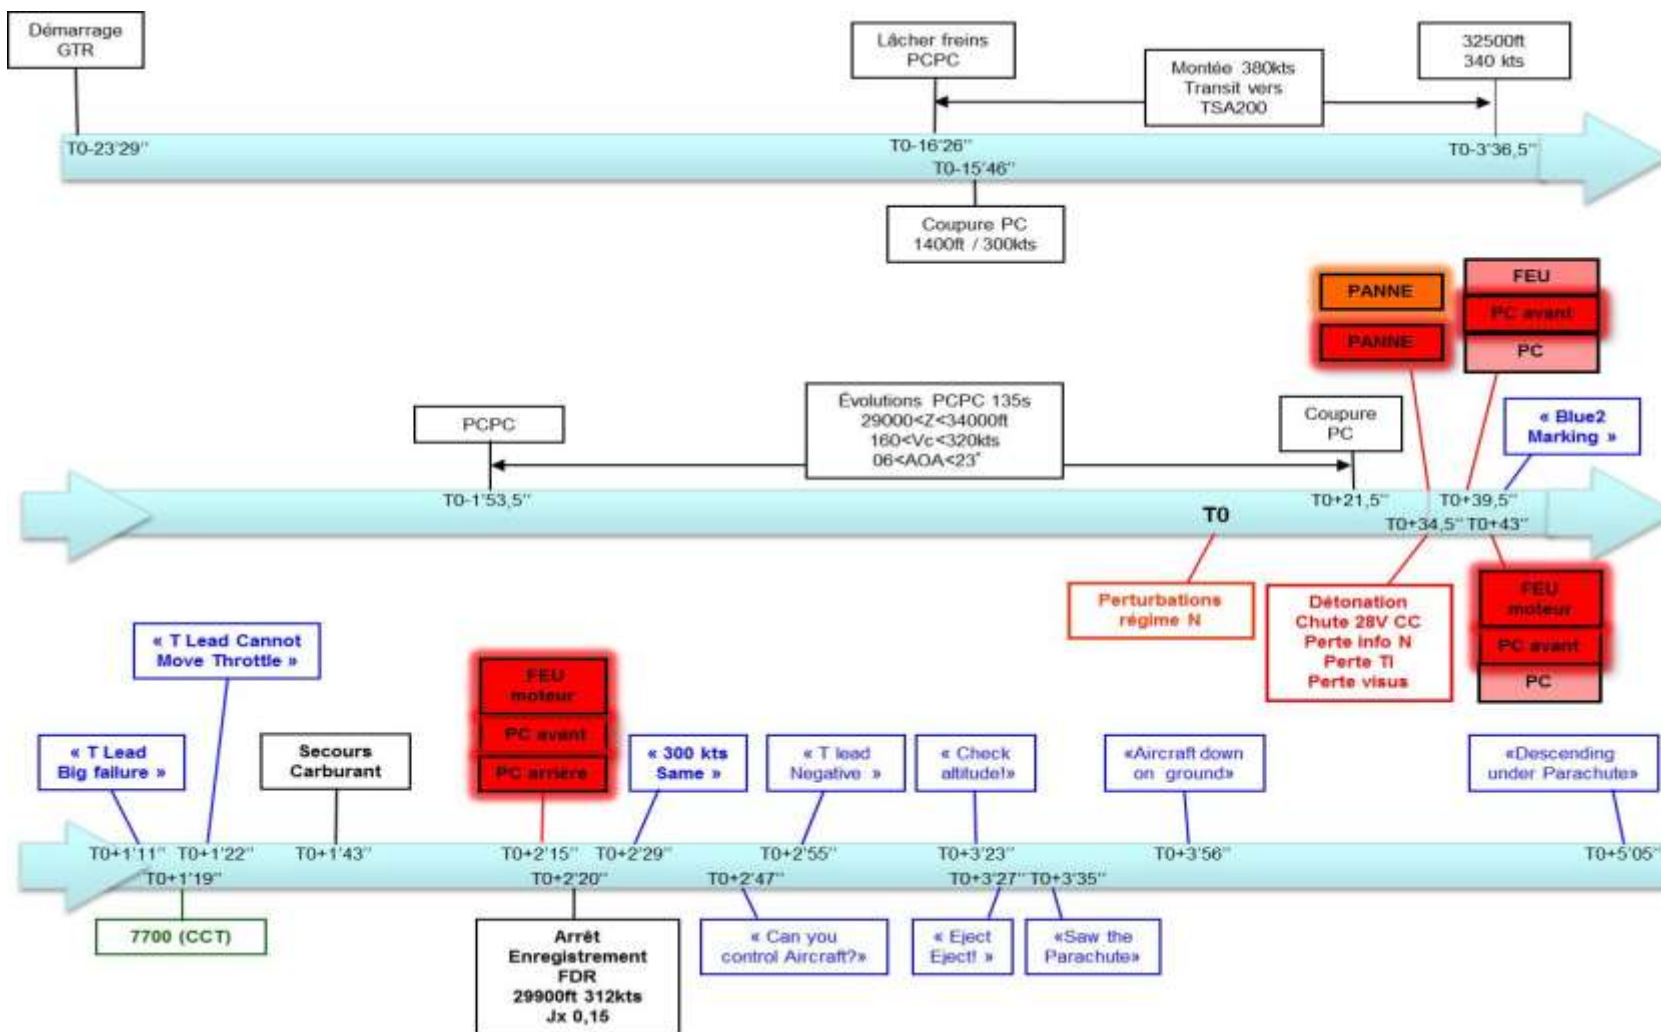 Démarrage
GTR
Lâcher freins
PCPC
Montée 380kts
Transit vers
TSA200
32500ft
340 kts
T0-23'29''
T0-16'26''
T0-3'36,5''
T0-15'46''
Coupure PC
1400ft / 300kts
PANNE
PANNE
FEU
PC avant
PC
PCPC
Évolutions PCPC 135s
29000<Z<34000ft
160<Vc<320kts
06<AOA<23°
Coupure
PC
« Blue2
Marking »
T0-1'53,5''
T0+21,5''
T0+39,5''
T0
T0+34,5''
T0+43''
Perturbations
régime N
Détonation
Chute 28V CC
Perte info N
Perte TI
Perte visus
FEU
moteur
PC avant
PC
« T Lead
Big failure »
« T Lead Cannot
Move Throttle »
Secours
Carburant
FEU
moteur
PC avant
PC arrière
« 300 kts
Same »
« T lead
Negative »
« Check
altitude!»
«Aircraft down
on ground»
«Descending
under Parachute»
T0+1'11''
T0+1'22''
T0+1'43''
T0+2'15''
T0+2'29''
T0+2'55''
T0+3'23''
T0+3'56''
T0+5'05''
T0+1'19''
T0+2'20''
T0+2'47''
T0+3'27''
T0+3'35''
7700 (CCT)
Arrêt
Enregistrement
FDR
29900ft 312kts
Jx 0,15
« Can you
control Aircraft?»
« Eject
Eject! »
«Saw the
Parachute»